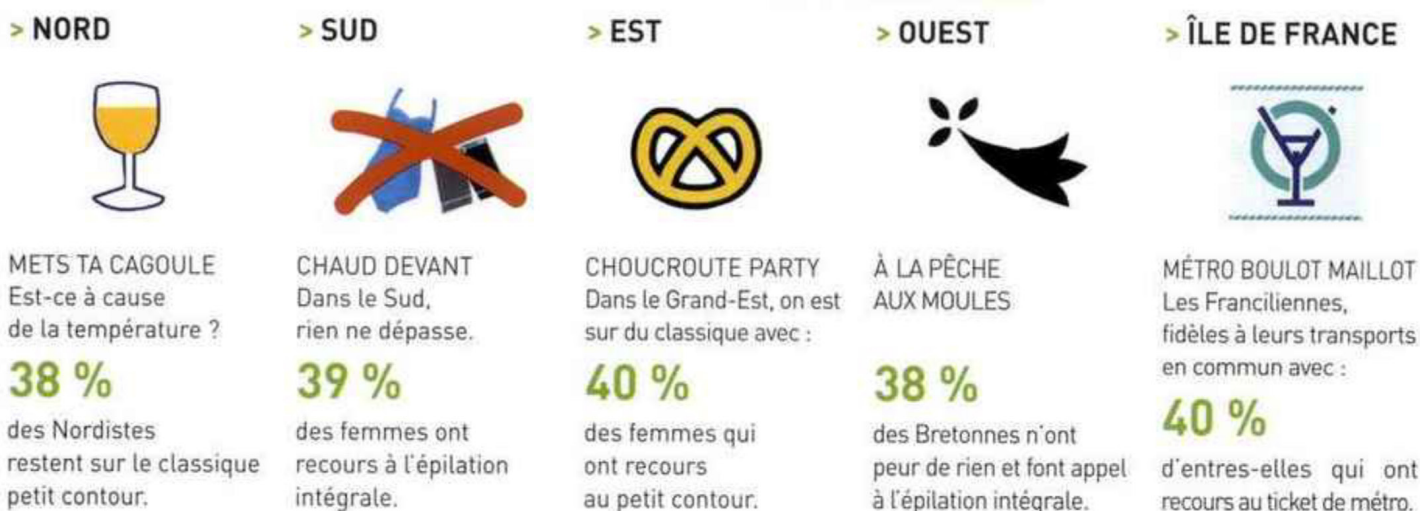 > NORD
METS TA CAGOULE
Est-ce à cause
de la température ?
38 %
des Nordistes
restent sur le classique
petit contour.
> SUD
CHAUD DEVANT
Dans le Sud,
rien ne dépasse.
39 %
des femmes ont
recours à l'épilation
intégrale.
> EST
CHOUCROUTE PARTY
Dans le Grand-Est, on est
sur du classique avec :
40 %
des femmes qui
ont recours
au petit contour.
> OUEST
À LA PÊCHE
AUX MOULES
38 %
des Bretonnes n'ont
peur de rien et font appel
à l'épilation intégrale.
> ÎLE DE FRANCE
MÉTRO BOULOT MAILLOT
Les Franciliennes,
fidèles à leurs transports
en commun avec :
40 %
d'entres-elles qui ont
recours au ticket de métro.